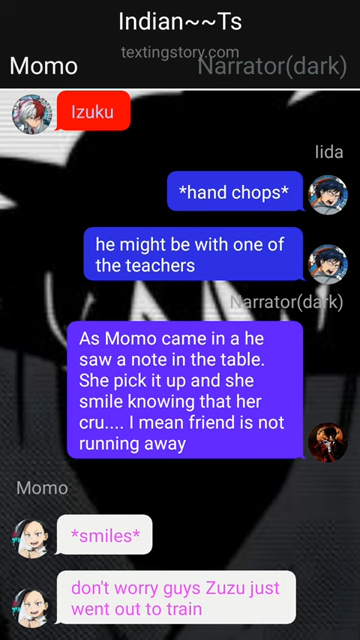 Indian~~Ts
textingstory.com
Momo
Narrator(dark)
Izuku
Iida
*hand chops*
he might be with one of
the teachers
Narrator(dark)
As Momo came in a he
saw a note in the table.
She pick it up and she
smile knowing that her
cru.... I mean friend is not
running away
Momo
*smiles*
don't worry guys Zuzu just
went out to train